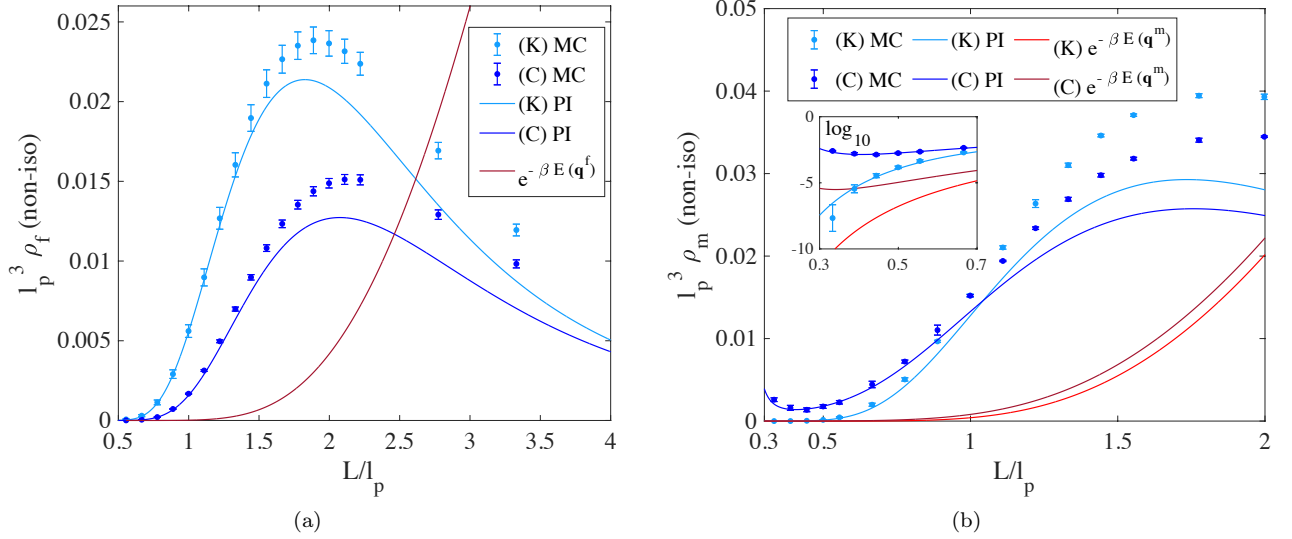 0.025
0.02
0.015
0.01
0.005
0
l_p^3 ρ_f (non-iso)
(K) MC
(C) MC
(K) PI
(C) PI
e^{- β E (q^f)}
0.5 1 1.5 2 2.5 3 3.5 4
L/l_p
(a)
(K) MC (K) PI (K) e^{- β E (q^m)}
(C) MC (C) PI (C) e^{- β E (q^m)}
0.05
0.04
0.03
0.02
0.01
0
l_p^3 ρ_m (non-iso)
log_10
0
-5
-10
0.3 0.5 0.7
0.3 0.5 1 1.5 2
L/l_p
(b)